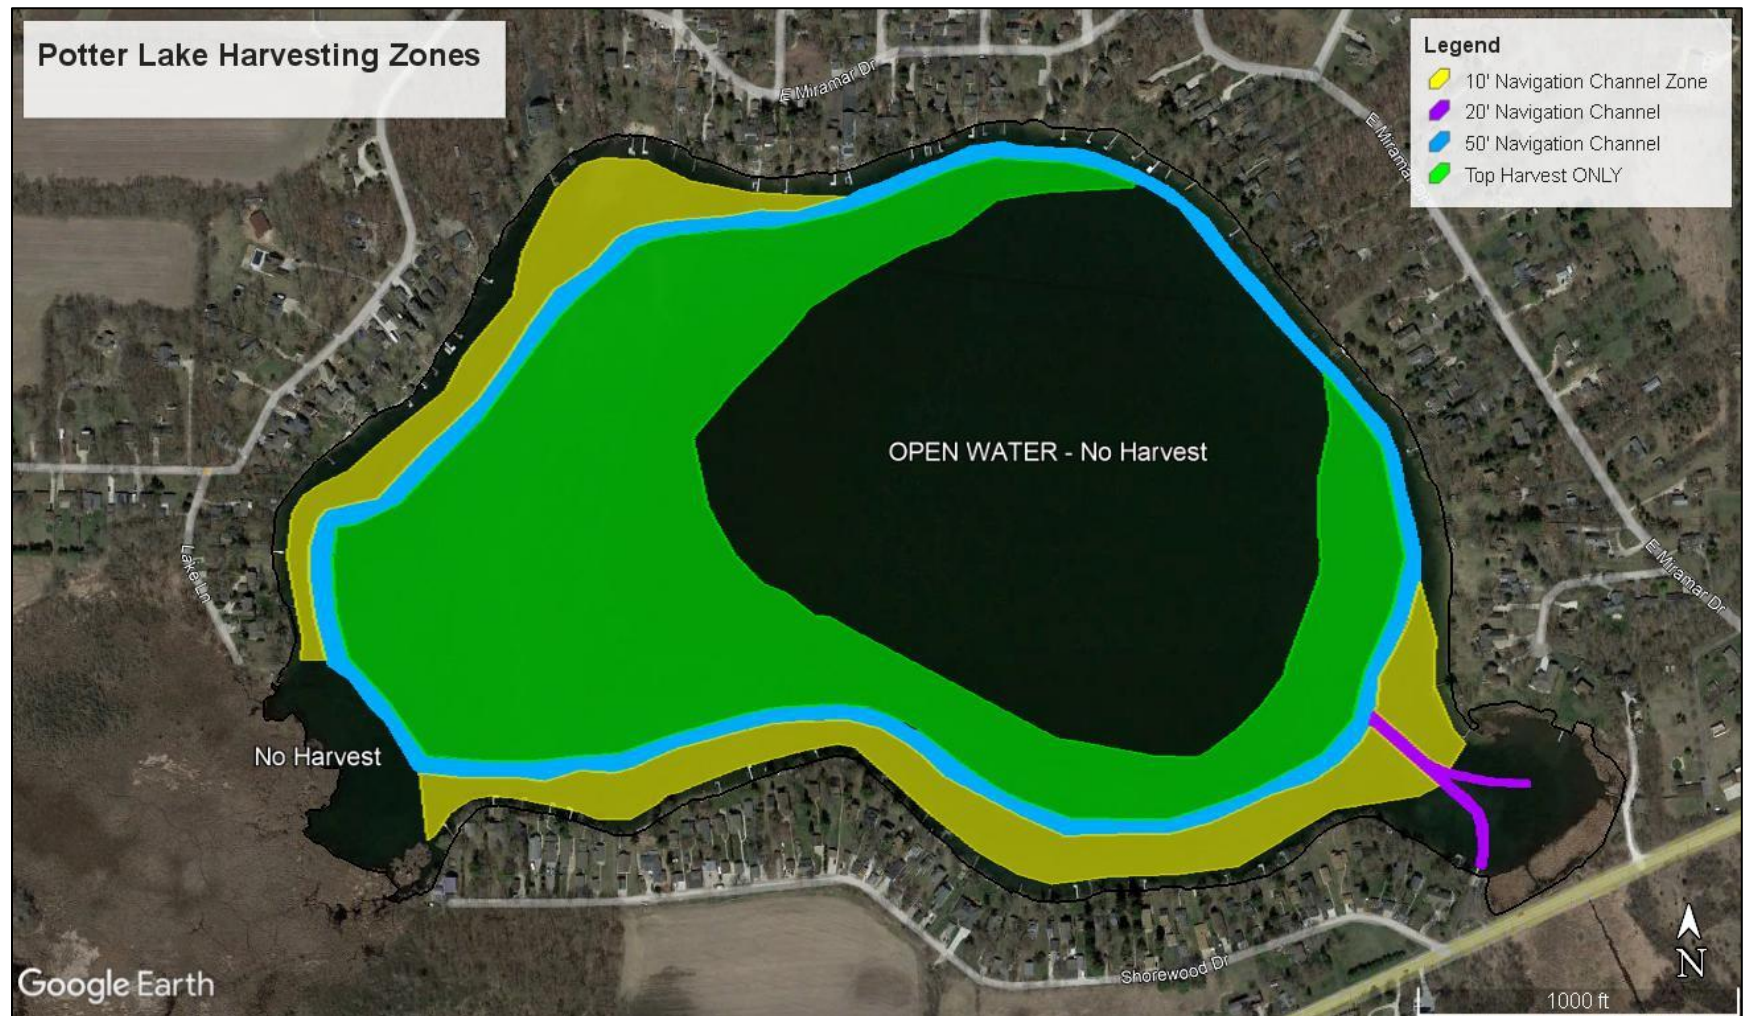 Potter Lake Harvesting Zones
Legend
10' Navigation Channel Zone
20' Navigation Channel
50' Navigation Channel
Top Harvest ONLY
E Miramar Dr
E Miramar Dr
OPEN WATER - No Harvest
Lake Ln
E Miramar Dr
No Harvest
Shorewood Dr
N
Google Earth
1000 ft